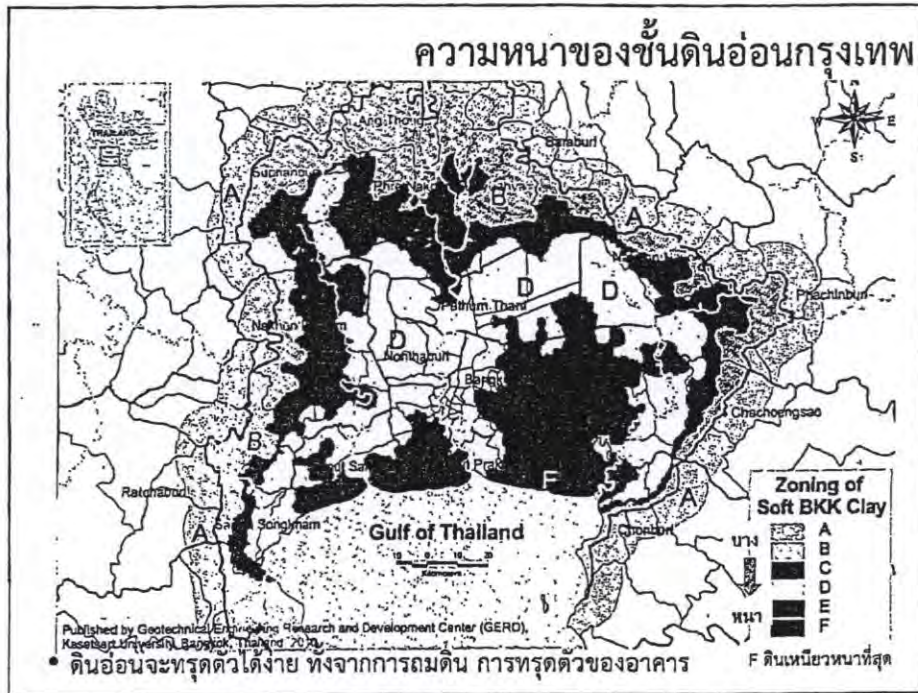 ความหนาของชั้นดินอ่อนกรุงเทพ
THAILAND
W E
S
Ang Thong
Saraburi
A
B
A
D
D
Pathum Thani
Prachinburi
D
Nonthaburi
Chachoengsao
B
F
Ratchaburi
A
A
Chonburi
Gulf of Thailand
Kilometers
Zoning of
Soft BKK Clay
บาง
หนา
A
B
C
D
E
F
Published by Geotechnical Engineering Research and Development Center (GERD),
Kasetsart University, Bangkok, Thailand,
• ดินอ่อนจะทรุดตัวได้ง่าย ทั้งจากการถมดิน การทรุดตัวของอาคาร
F ดินเหนียวหนาที่สุด